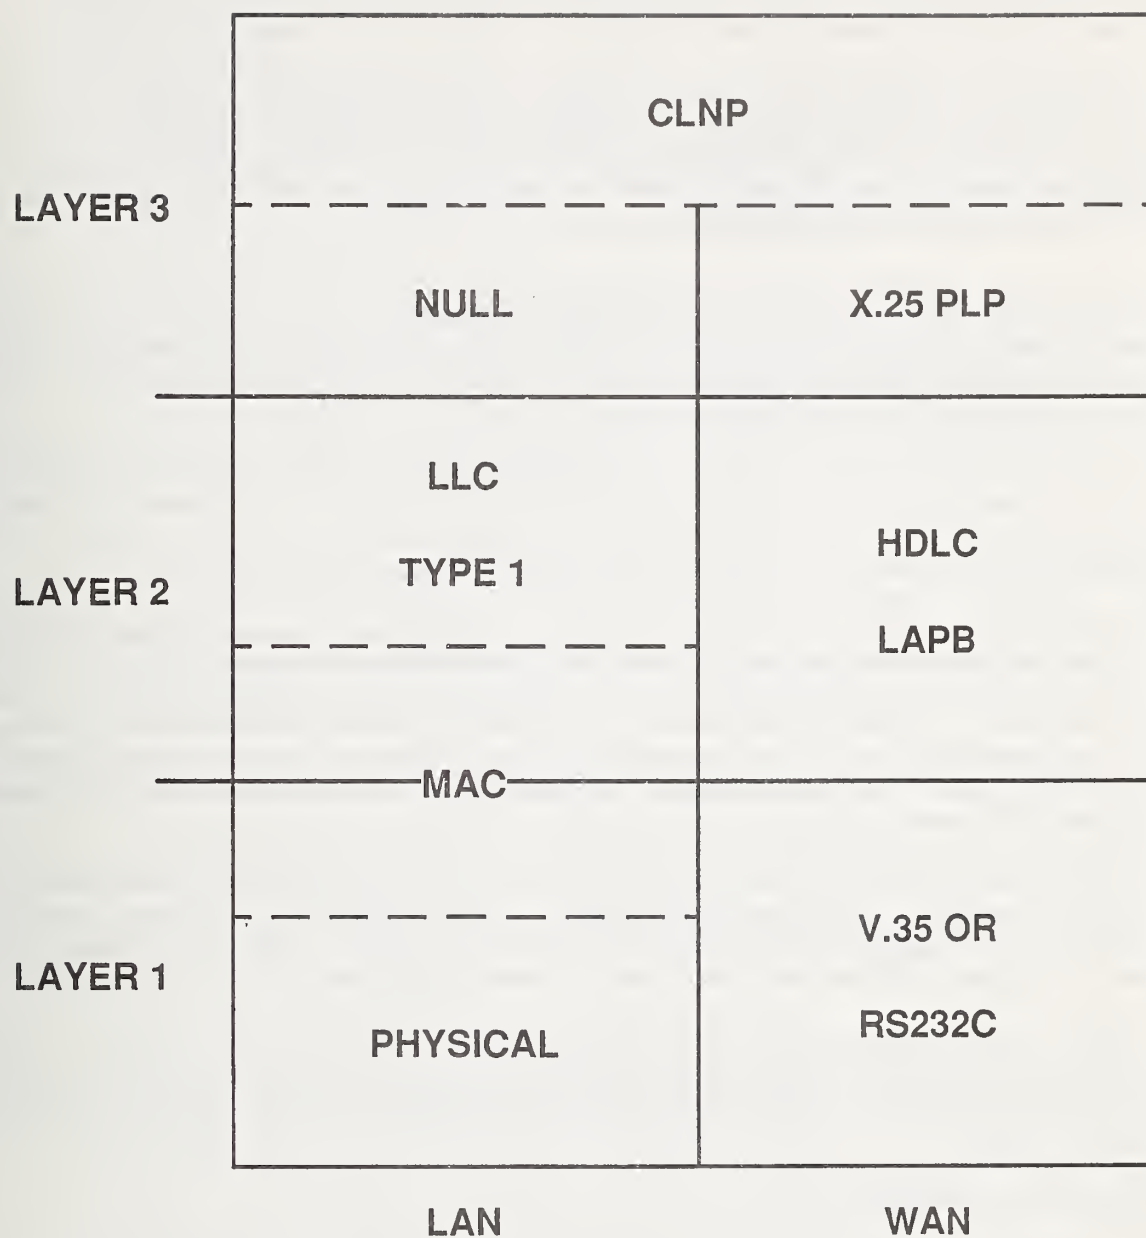 CLNP
LAYER 3
NULL
X.25 PLP
LLC
TYPE 1
HDLC
LAYER 2
LAPB
MAC
V.35 OR
LAYER 1
RS232C
PHYSICAL
LAN
WAN